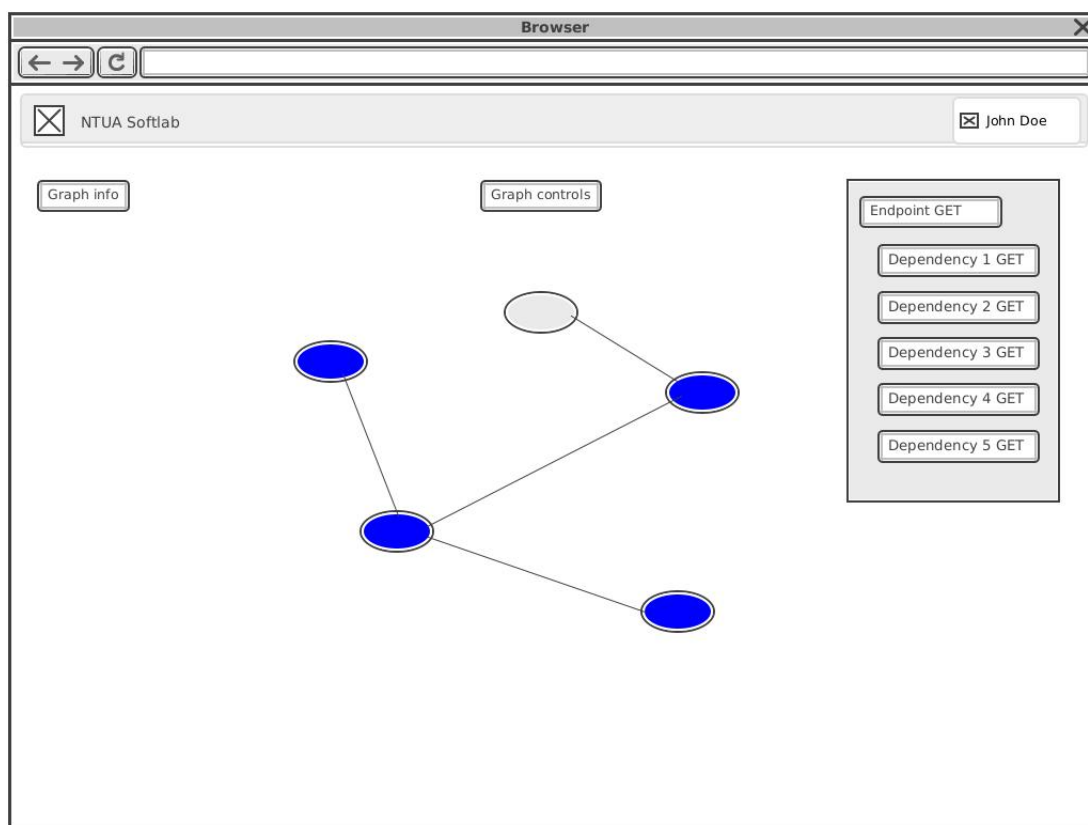 Browser
NTUA Softlab
John Doe
Graph info
Graph controls
Endpoint GET
Dependency 1 GET
Dependency 2 GET
Dependency 3 GET
Dependency 4 GET
Dependency 5 GET